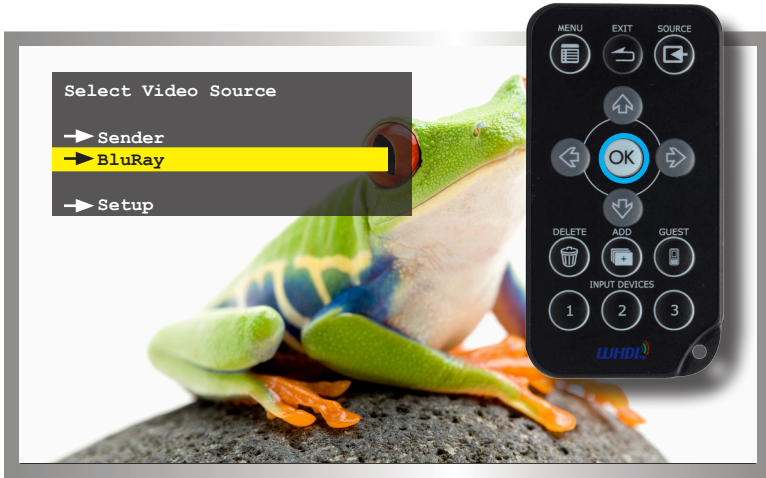 Select Video Source
Sender
BluRay
Setup
MENU EXIT SOURCE
OK
DELETE ADD GUEST
INPUT DEVICES
1 2 3
WHDI